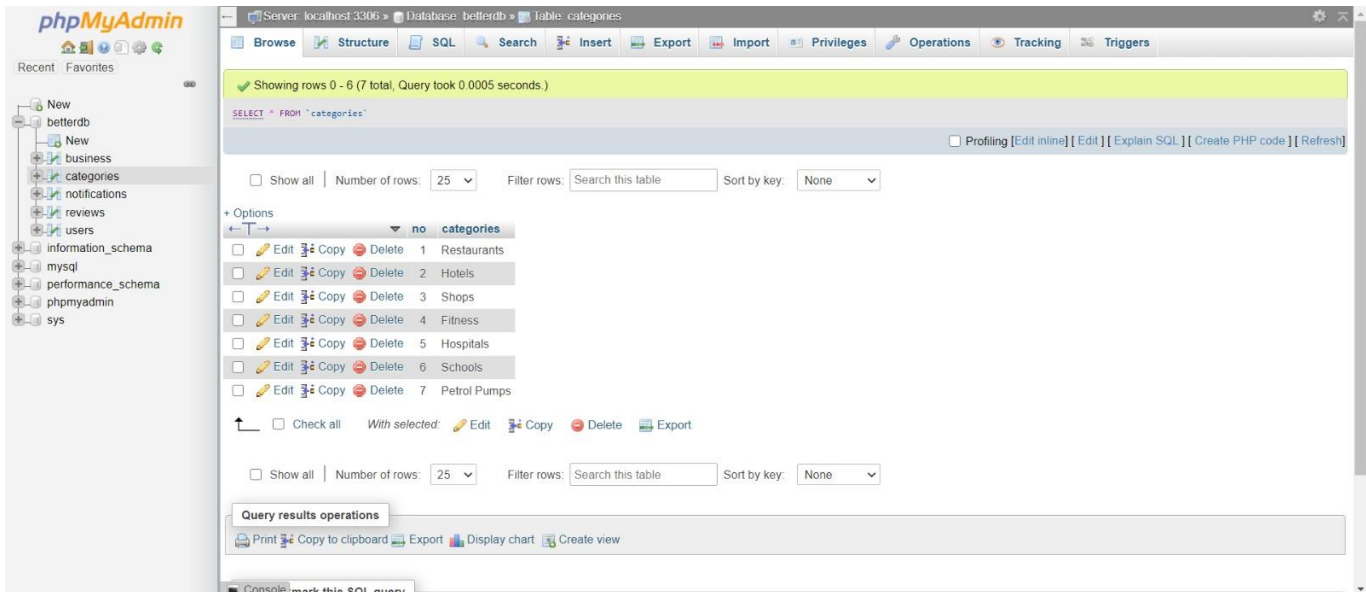 phpMyAdmin
Recent Favorites
New
betterdb
New
business
categories
notifications
reviews
users
information_schema
mysql
performance_schema
phpmyadmin
sys
Server: localhost:3306 » Database: betterdb » Table: categories
Browse Structure SQL Search Insert Export Import Privileges Operations Tracking Triggers
Showing rows 0 - 6 (7 total, Query took 0.0005 seconds.)
SELECT * FROM `categories`
Profiling [Edit inline] [ Edit ] [ Explain SQL ] [ Create PHP code ] [ Refresh]
Show all | Number of rows: 25 Filter rows: Search this table Sort by key: None
+ Options
←T→ no categories
Edit Copy Delete 1 Restaurants
Edit Copy Delete 2 Hotels
Edit Copy Delete 3 Shops
Edit Copy Delete 4 Fitness
Edit Copy Delete 5 Hospitals
Edit Copy Delete 6 Schools
Edit Copy Delete 7 Petrol Pumps
Check all With selected: Edit Copy Delete Export
Show all | Number of rows: 25 Filter rows: Search this table Sort by key: None
Query results operations
Print Copy to clipboard Export Display chart Create view
Console mark this SQL query